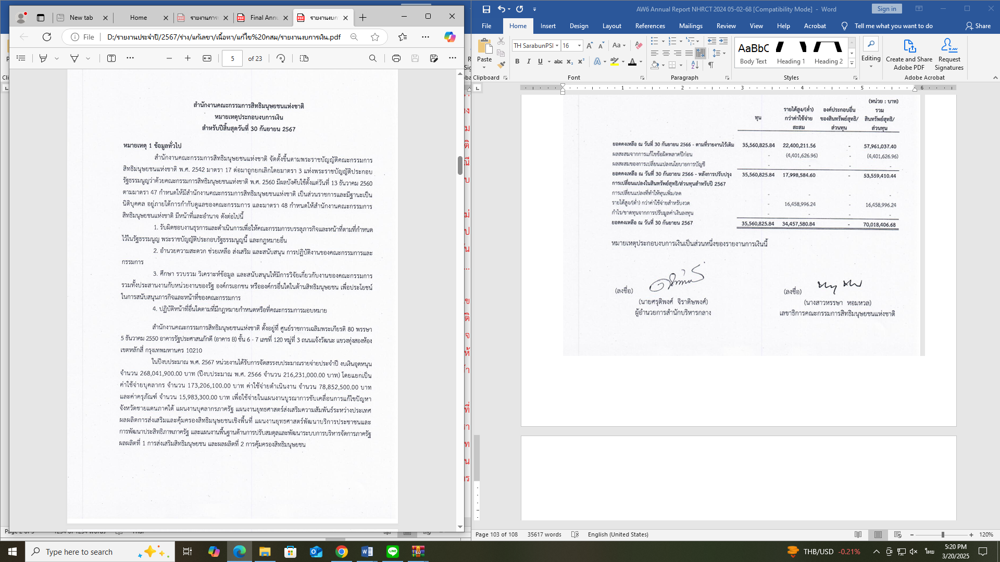 New tab
Home
รายงานการ
Final Annu
รายงานงบก
File
D:/รายงานประจำปี/2567/ร่าง/แก้เลขา/เนื้อหา/แก้ไข%20กสม/รายงานงบการเงิน.pdf
5 of 23
สำนักงานคณะกรรมการสิทธิมนุษยชนแห่งชาติ
หมายเหตุประกอบงบการเงิน
สำหรับปีสิ้นสุดวันที่ 30 กันยายน 2567
หมายเหตุ 1 ข้อมูลทั่วไป
สำนักงานคณะกรรมการสิทธิมนุษยชนแห่งชาติ จัดตั้งขึ้นตามพระราชบัญญัติคณะกรรมการ
สิทธิมนุษยชนแห่งชาติ พ.ศ. 2542 มาตรา 17 ต่อมาถูกยกเลิกโดยมาตรา 3 แห่งพระราชบัญญัติประกอบ
รัฐธรรมนูญว่าด้วยคณะกรรมการสิทธิมนุษยชนแห่งชาติ พ.ศ. 2560 มีผลบังคับใช้ตั้งแต่วันที่ 13 ธันวาคม 2560
ตามมาตรา 47 กำหนดให้มีสำนักงานคณะกรรมการสิทธิมนุษยชนแห่งชาติ เป็นส่วนราชการและมีฐานะเป็น
นิติบุคคล อยู่ภายใต้การกำกับดูแลของคณะกรรมการ และมาตรา 48 กำหนดให้สำนักงานคณะกรรมการ
สิทธิมนุษยชนแห่งชาติ มีหน้าที่และอำนาจ ดังต่อไปนี้
1. รับผิดชอบงานธุรการและดำเนินการเพื่อให้คณะกรรมการบรรลุภารกิจและหน้าที่ตามที่กำหนด
ไว้ในรัฐธรรมนูญ พระราชบัญญัติประกอบรัฐธรรมนูญนี้ และกฎหมายอื่น
2. อำนวยความสะดวก ช่วยเหลือ ส่งเสริม และสนับสนุน การปฏิบัติงานของคณะกรรมการและ
กรรมการ
3. ศึกษา รวบรวม วิเคราะห์ข้อมูล และสนับสนุนให้มีการวิจัยเกี่ยวกับงานของคณะกรรมการ
รวมทั้งประสานงานกับหน่วยงานของรัฐ องค์กรเอกชน หรือองค์กรอื่นใดในด้านสิทธิมนุษยชน เพื่อประโยชน์
ในการสนับสนุนภารกิจและหน้าที่ของคณะกรรมการ
4. ปฏิบัติหน้าที่อื่นใดตามที่มีกฎหมายกำหนดหรือที่คณะกรรมการมอบหมาย
สำนักงานคณะกรรมการสิทธิมนุษยชนแห่งชาติ ตั้งอยู่ที่ ศูนย์ราชการเฉลิมพระเกียรติ 80 พรรษา
5 ธันวาคม 2550 อาคารรัฐประศาสนภักดี (อาคาร B) ชั้น 6 - 7 เลขที่ 120 หมู่ที่ 3 ถนนแจ้งวัฒนะ แขวงทุ่งสองห้อง
เขตหลักสี่ กรุงเทพมหานคร 10210
ในปีงบประมาณ พ.ศ. 2567 หน่วยงานได้รับการจัดสรรงบประมาณรายจ่ายประจำปี งบเงินอุดหนุน
จำนวน 268,041,900.00 บาท (ปีงบประมาณ พ.ศ. 2566 จำนวน 216,231,000.00 บาท) โดยแยกเป็น
ค่าใช้จ่ายบุคลากร จำนวน 173,206,100.00 บาท ค่าใช้จ่ายดำเนินงาน จำนวน 78,852,500.00 บาท
และค่าครุภัณฑ์ จำนวน 15,983,300.00 บาท เพื่อใช้จ่ายในแผนงานบูรณาการขับเคลื่อนการแก้ไขปัญหา
จังหวัดชายแดนภาคใต้ แผนงานบุคลากรภาครัฐ แผนงานยุทธศาสตร์ส่งเสริมความสัมพันธ์ระหว่างประเทศ
ผลผลิตการส่งเสริมและคุ้มครองสิทธิมนุษยชนเชิงพื้นที่ แผนงานยุทธศาสตร์พัฒนาบริการประชาชนและ
การพัฒนาประสิทธิภาพภาครัฐ และแผนงานพื้นฐานด้านการปรับสมดุลและพัฒนาระบบการบริหารจัดการภาครัฐ
ผลผลิตที่ 1 การส่งเสริมสิทธิมนุษยชน และผลผลิตที่ 2 การคุ้มครองสิทธิมนุษยชน
AW6 Annual Report NHRCT 2024 05-02-68 [Compatibility Mode] - Word
Sign in
File Home Insert Design Layout References Mailings Review View Help Acrobat Tell me what you want to do Share
Paste
TH SarabunPSI 16
AaBbC
Body Text Heading 1 Heading 2
Editing
Create and Share Adobe PDF
Request Signatures
Clipboard Font Paragraph Styles Adobe Acrobat
1 2 3 4 5 6
(หน่วย : บาท)
ทุน
รายได้สูง/(ต่ำ) กว่าค่าใช้จ่าย สะสม
องค์ประกอบอื่น ของสินทรัพย์สุทธิ/ ส่วนทุน
รวม สินทรัพย์สุทธิ/ ส่วนทุน
ยอดคงเหลือ ณ วันที่ 30 กันยายน 2566 - ตามที่รายงานไว้เดิม 35,560,825.84 22,400,211.56 - 57,961,037.40
ผลสะสมจากการแก้ไขข้อผิดพลาดปีก่อน - (4,401,626.96) - (4,401,626.96)
ผลสะสมของการเปลี่ยนแปลงนโยบายการบัญชี - - - -
ยอดคงเหลือ ณ วันที่ 30 กันยายน 2566 - หลังการปรับปรุง 35,560,825.84 17,998,584.60 - 53,559,410.44
การเปลี่ยนแปลงในสินทรัพย์สุทธิ/ส่วนทุนสำหรับปี 2567
การเปลี่ยนแปลงที่ทำให้ทุนเพิ่ม/ลด - - - -
รายได้สูง/(ต่ำ) กว่าค่าใช้จ่ายสำหรับงวด - 16,458,996.24 - 16,458,996.24
กำไร/ขาดทุนจากการปรับมูลค่าเงินลงทุน - - - -
ยอดคงเหลือ ณ วันที่ 30 กันยายน 2567 35,560,825.84 34,457,580.84 - 70,018,406.68
หมายเหตุประกอบงบการเงินเป็นส่วนหนึ่งของรายงานการเงินนี้
(ลงชื่อ) (ลงชื่อ)
(นายศรุติพงศ์ จิราดิษพงศ์) (นางสาวหรรษา หอมหวล)
ผู้อำนวยการสำนักบริหารกลาง เลขาธิการคณะกรรมการสิทธิมนุษยชนแห่งชาติ
Page 103 of 108 35617 words English (United States) 120%
Type here to search
THB/USD -0.21%
ไทย
5:20 PM
3/20/2025